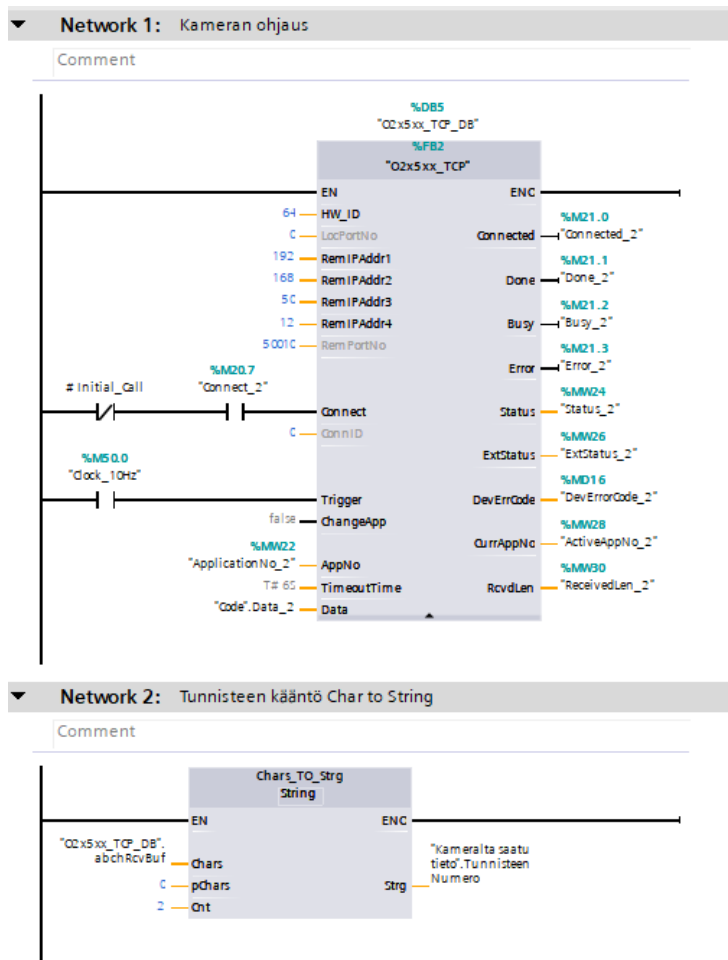 Network 1: Kameran ohjaus
Comment
%DB5
"O2x5xx_TCP_DB"
%FB2
"O2x5xx_TCP"
EN ENO
64 HW_ID
0 LocPortNo Connected %M21.0 "Connected_2"
192 RemIPAddr1
168 RemIPAddr2 Done %M21.1 "Done_2"
50 RemIPAddr3
12 RemIPAddr4 Busy %M21.2 "Busy_2"
50010 RemPortNo
Error %M21.3 "Error_2"
#Initial_Call %M20.7 "Connect_2" Connect Status %MW24 "Status_2"
0 ConnID
ExtStatus %MW26 "ExtStatus_2"
%M50.0 "Clock_10Hz" Trigger DevErrCode %MD16 "DevErrorCode_2"
false ChangeApp
CurrAppNo %MW28 "ActiveAppNo_2"
%MW22 "ApplicationNo_2" AppNo
T# 6S TimeoutTime RcvdLen %MW30 "ReceivedLen_2"
"Code".Data_2 Data
Network 2: Tunnisteen kääntö Char to String
Comment
Chars_TO_Strg
String
EN ENO
"O2x5xx_TCP_DB".
abchRcvBuf Chars
0 pChars Strg "Kameralta saatu
tieto".Tunnisteen
Numero
2 Cnt